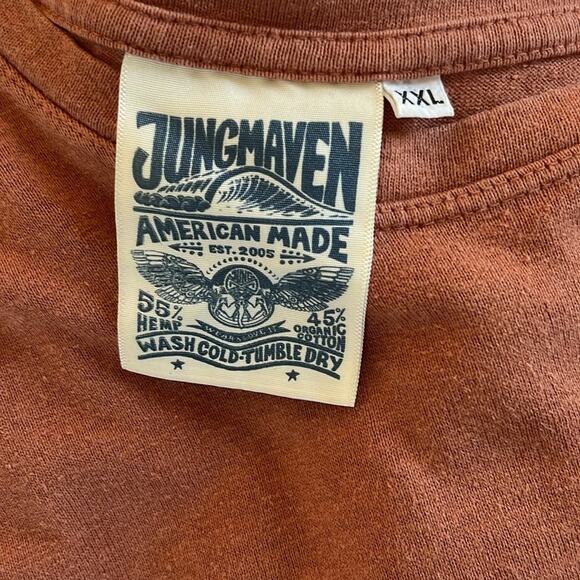 XXL
JUNGMAVEN
AMERICAN MADE
EST. 2005
55% HEMP
45% ORGANIC COTTON
WASH COLD-TUMBLE DRY